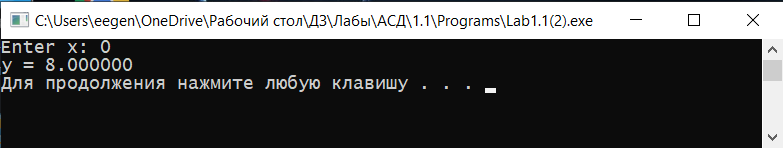 C:\Users\eegen\OneDrive\Рабочий стол\ДЗ\Лабы\АСД\1.1\Programs\Lab1.1(2).exe
Enter x: 0
y = 8.000000
Для продолжения нажмите любую клавишу . . .